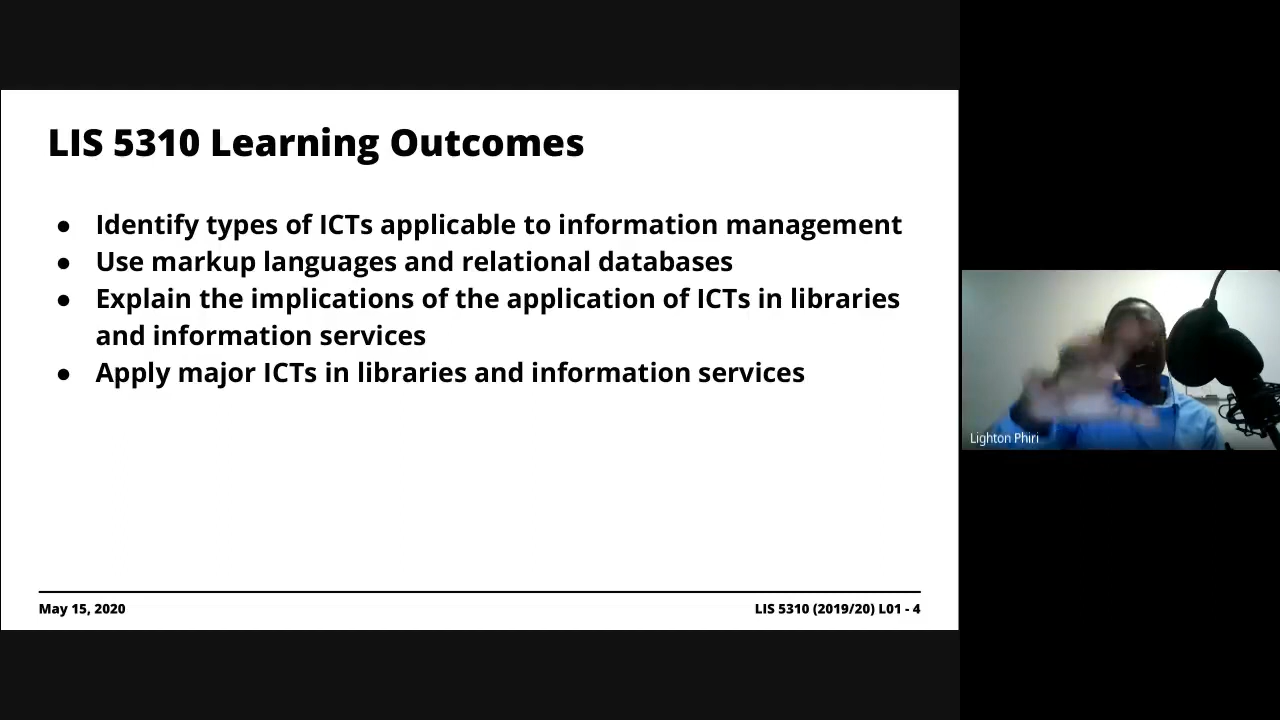 LIS 5310 Learning Outcomes
● Identify types of ICTs applicable to information management
● Use markup languages and relational databases
● Explain the implications of the application of ICTs in libraries
and information services
● Apply major ICTs in libraries and information services
May 15, 2020
LIS 5310 (2019/20) L01 - 4
Lighton Phiri